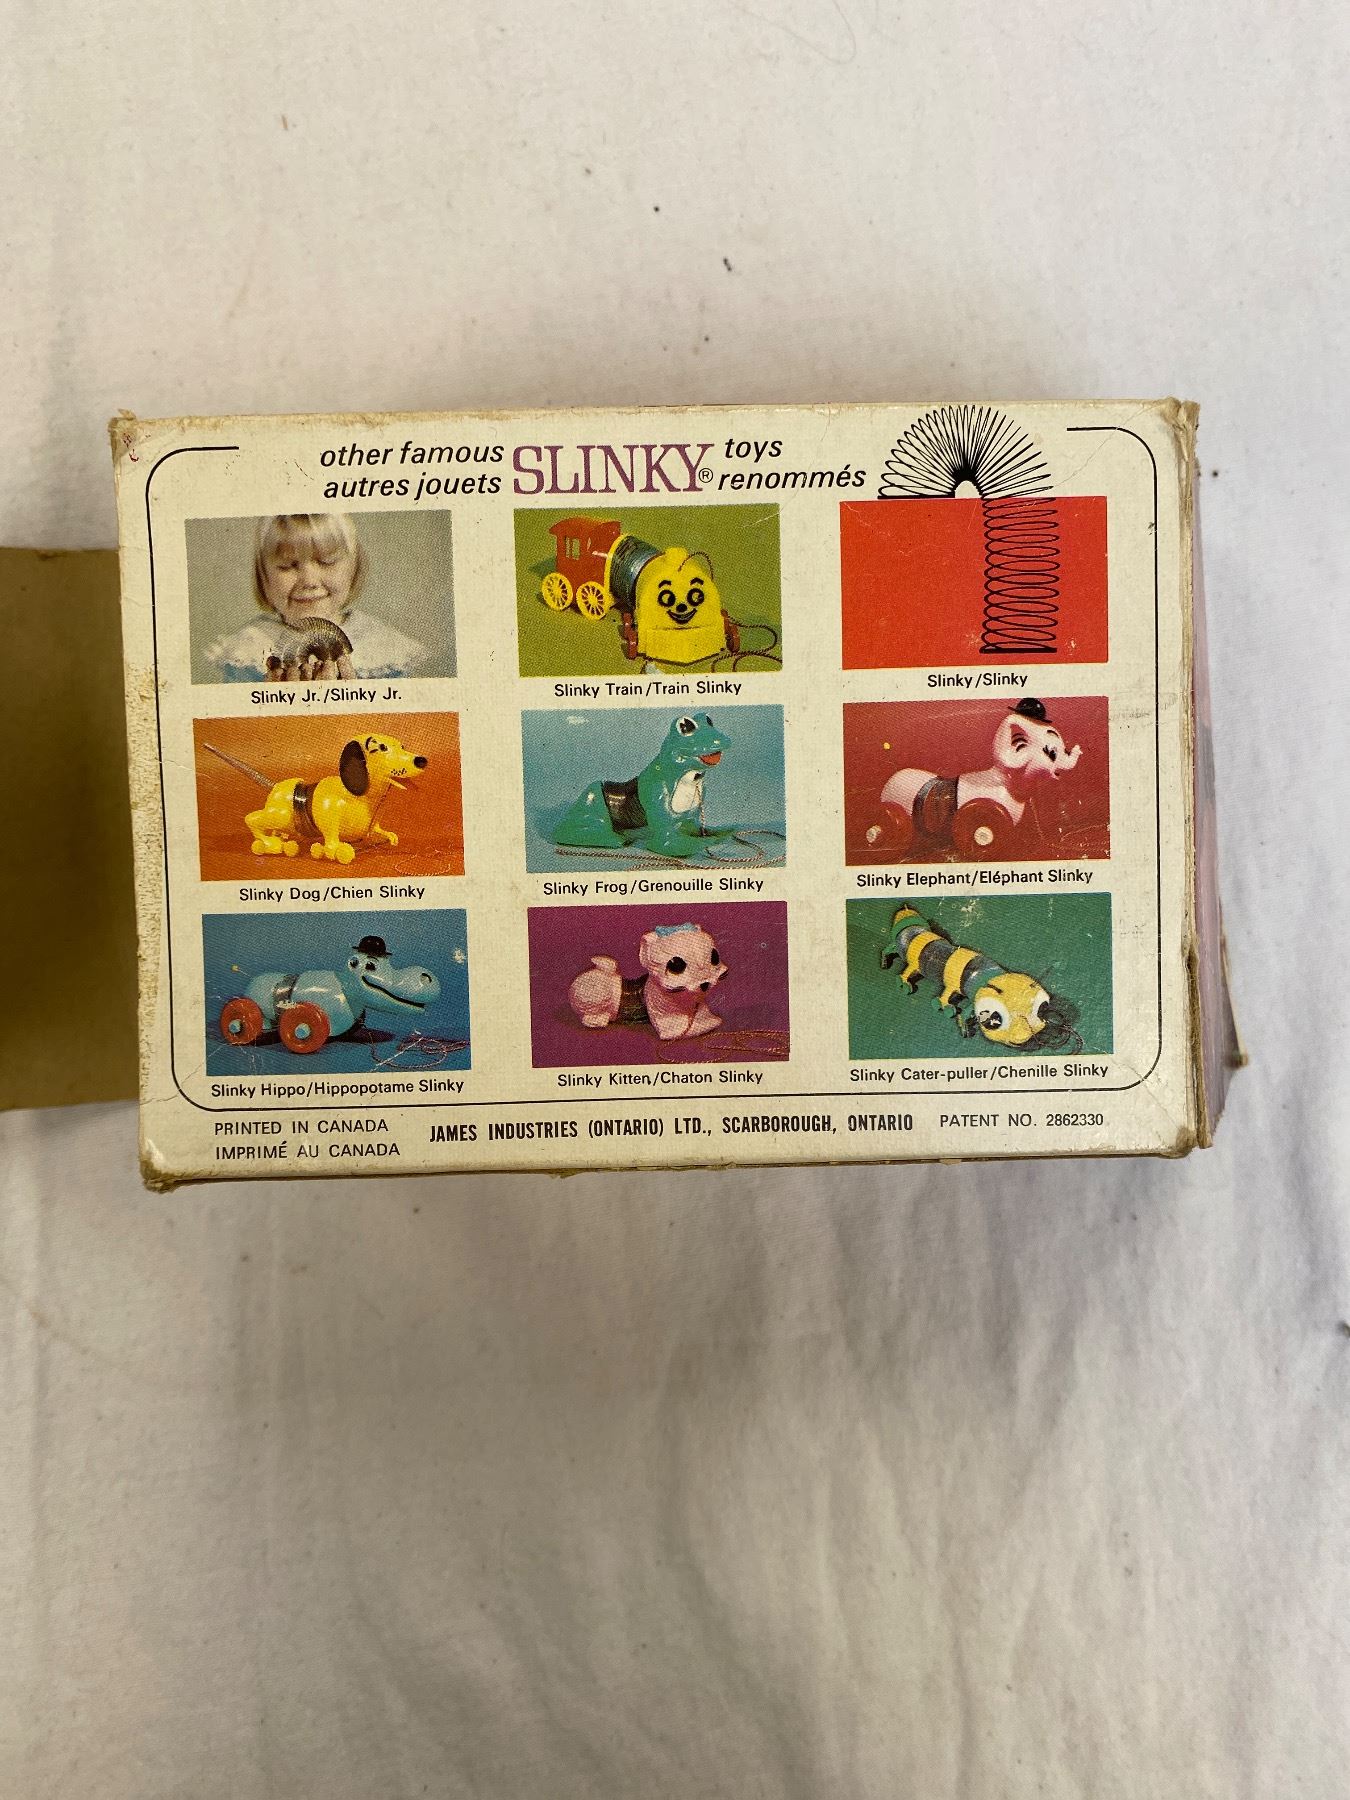 other famous SLINKY® toys
autres jouets renommés
Slinky Jr./Slinky Jr.
Slinky Train/Train Slinky
Slinky/Slinky
Slinky Dog/Chien Slinky
Slinky Frog/Grenouille Slinky
Slinky Elephant/Eléphant Slinky
Slinky Hippo/Hippopotame Slinky
Slinky Kitten/Chaton Slinky
Slinky Cater-puller/Chenille Slinky
PRINTED IN CANADA
IMPRIMÉ AU CANADA
JAMES INDUSTRIES (ONTARIO) LTD., SCARBOROUGH, ONTARIO
PATENT NO. 2862330